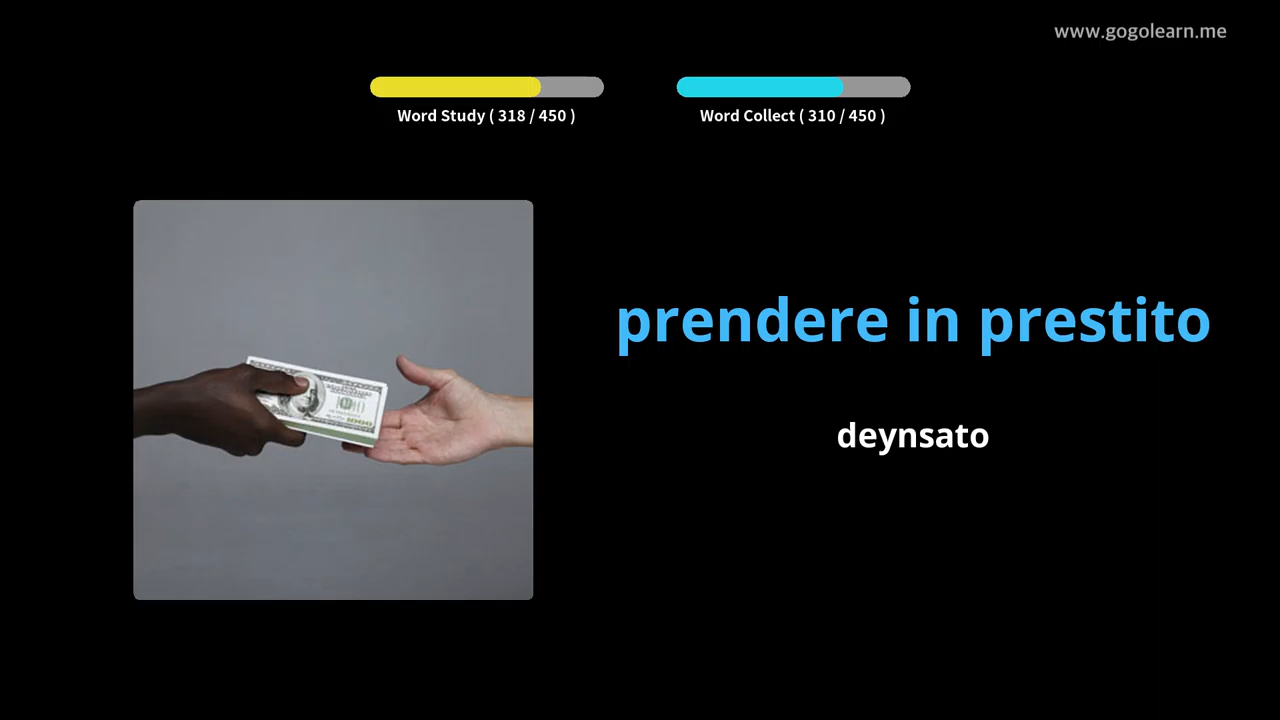 www.gogolearn.me
Word Study ( 318 / 450 )
Word Collect ( 310 / 450 )
prendere in prestito
deynsato